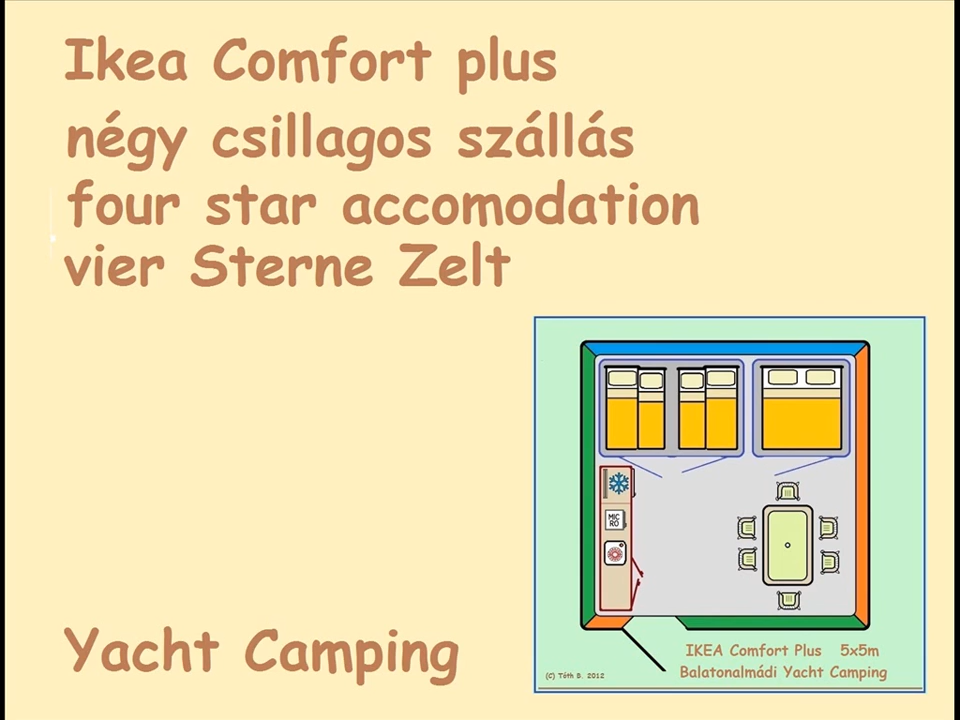 Ikea Comfort plus
négy csillagos szállás
four star accomodation
vier Sterne Zelt
MIC
RO
IKEA Comfort Plus 5x5m
Balatonalmádi Yacht Camping
(C) Tóth B. 2012
Yacht Camping